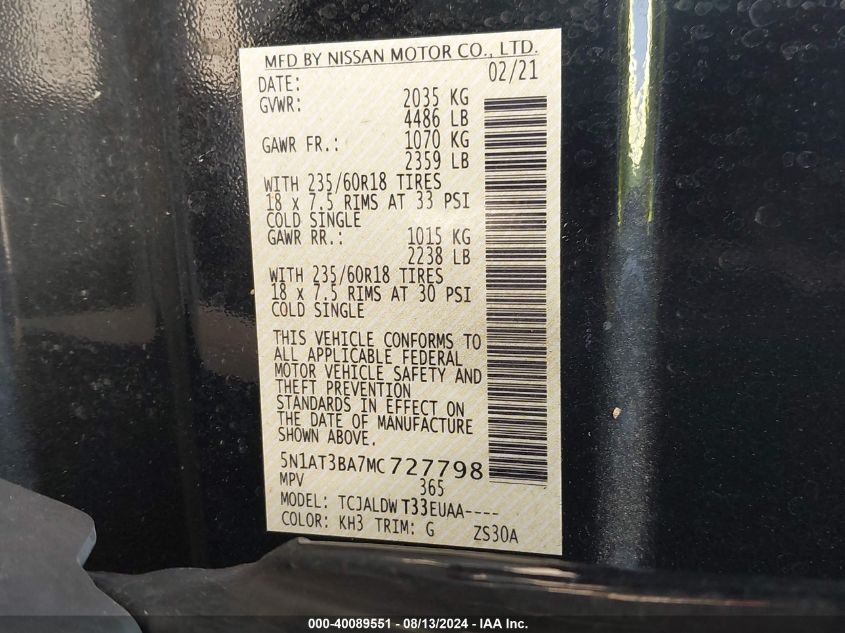 MFD BY NISSAN MOTOR CO., LTD.
DATE: 02/21
GVWR: 2035 KG
4486 LB
GAWR FR.: 1070 KG
2359 LB
WITH 235/60R18 TIRES
18 x 7.5 RIMS AT 33 PSI
COLD SINGLE
GAWR RR.: 1015 KG
2238 LB
WITH 235/60R18 TIRES
18 x 7.5 RIMS AT 30 PSI
COLD SINGLE
THIS VEHICLE CONFORMS TO
ALL APPLICABLE FEDERAL
MOTOR VEHICLE SAFETY AND
THEFT PREVENTION
STANDARDS IN EFFECT ON
THE DATE OF MANUFACTURE
SHOWN ABOVE.
5N1AT3BA7MC727798
MPV 365
MODEL: TCJALDWT33EUAA----
COLOR: KH3 TRIM: G ZS30A
000-40089551 - 08/13/2024 - IAA Inc.